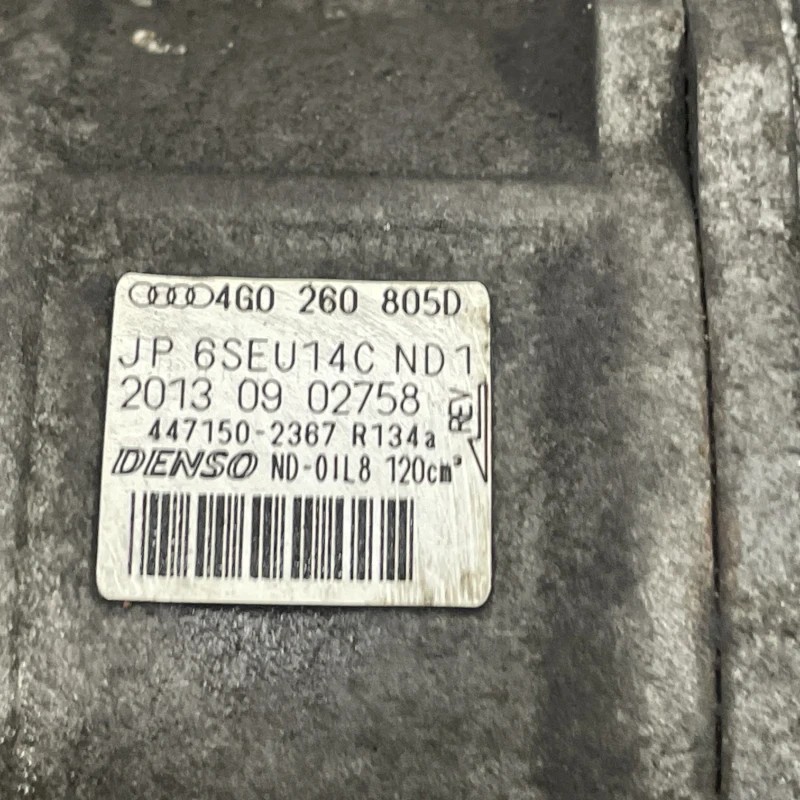 4G0 260 805D
JP 6SEU14C ND1
2013 09 02758
REV
447150-2367 R134a
DENSO ND-OIL8 120cm³